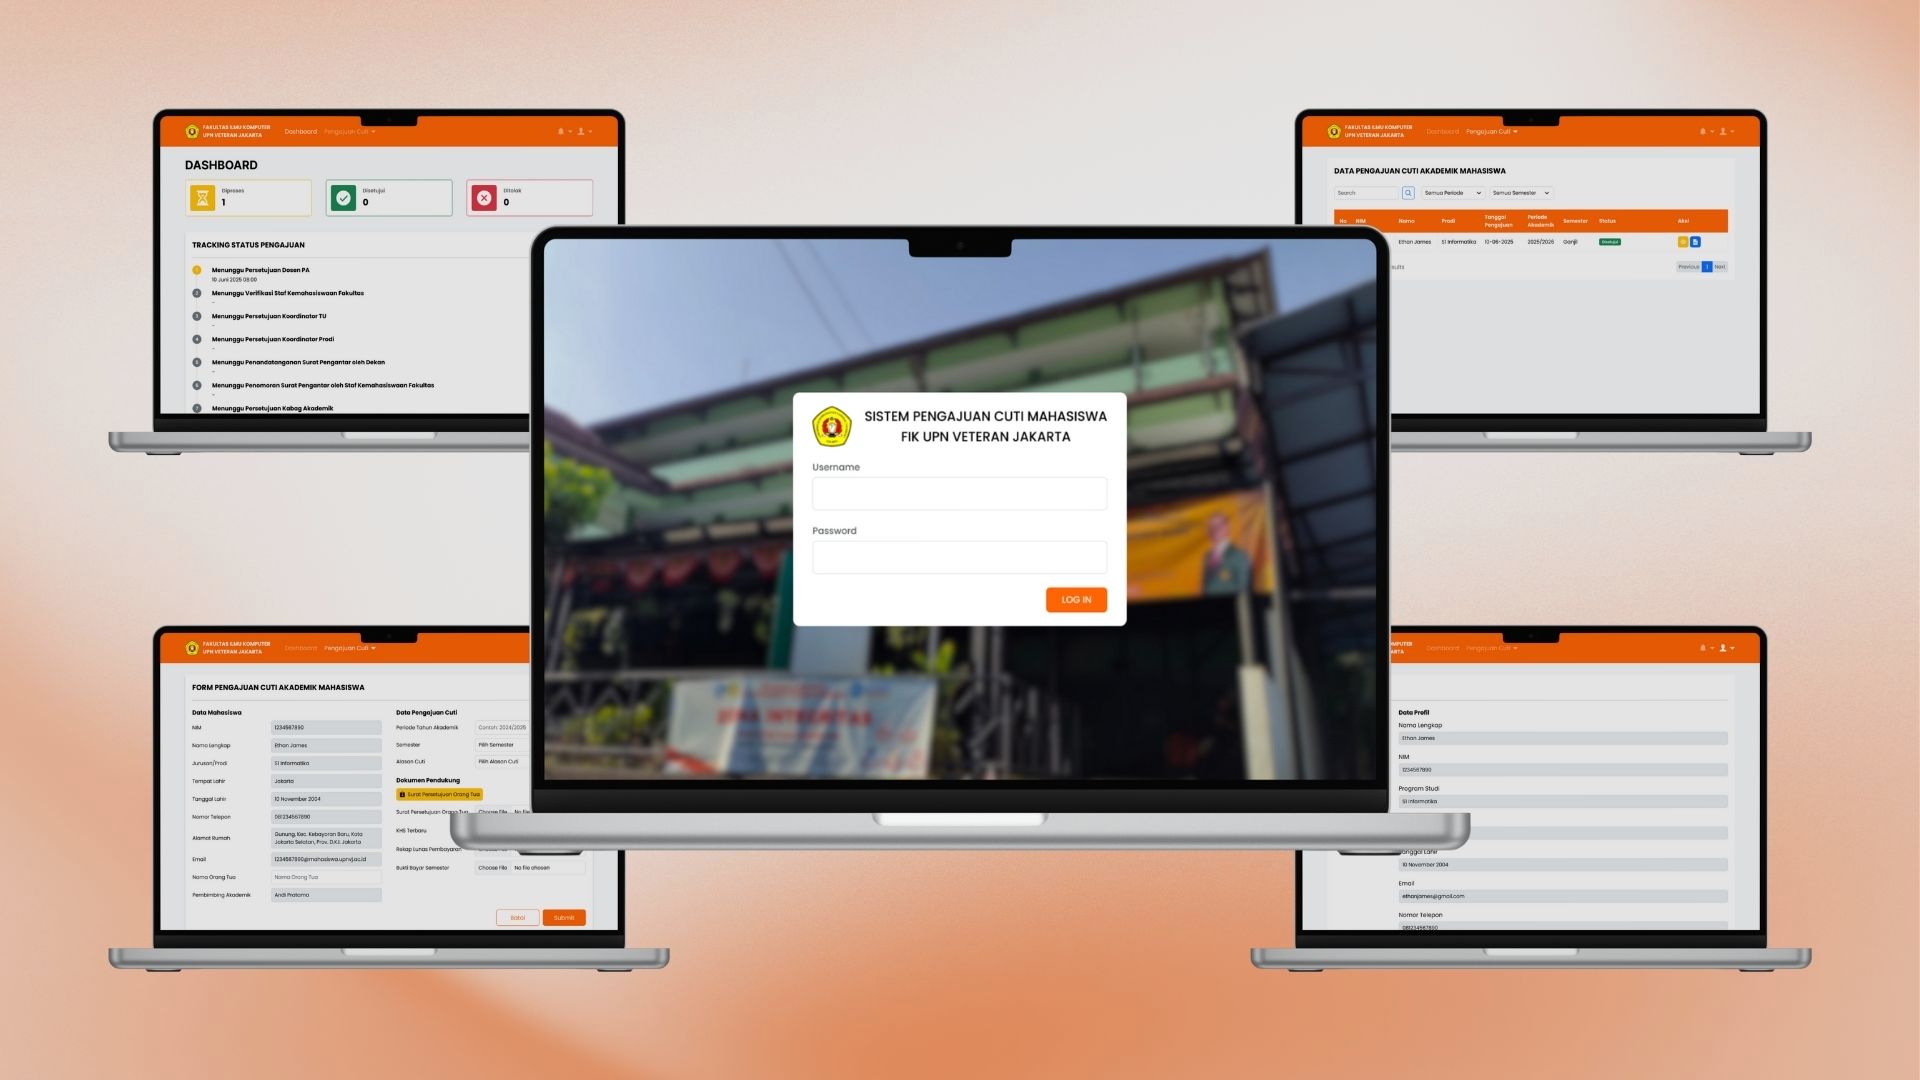 FAKULTAS ILMU KOMPUTER
UPN VETERAN JAKARTA
Dashboard
Pengajuan Cuti
DASHBOARD
Diproses
1
Disetujui
0
Ditolak
0
TRACKING STATUS PENGAJUAN
1
Menunggu Persetujuan Dosen PA
10 Juni 2025 08:00
2
Menunggu Verifikasi Staf Kemahasiswaan Fakultas
-
3
Menunggu Persetujuan Koordinator TU
-
4
Menunggu Persetujuan Koordinator Prodi
-
5
Menunggu Penandatanganan Surat Pengantar oleh Dekan
-
6
Menunggu Penomoran Surat Pengantar oleh Staf Kemahasiswaan Fakultas
-
7
Menunggu Persetujuan Kabag Akademik
FAKULTAS ILMU KOMPUTER
UPN VETERAN JAKARTA
Dashboard
Pengajuan Cuti
DATA PENGAJUAN CUTI AKADEMIK MAHASISWA
Search
Semua Periode
Semua Semester
No
NIM
Nama
Prodi
Tanggal
Pengajuan
Periode
Akademik
Semester
Status
Aksi
Ethan James
S1 Informatika
10-06-2025
2025/2026
Ganjil
Disetujui
sults
Previous
1
Next
SISTEM PENGAJUAN CUTI MAHASISWA
FIK UPN VETERAN JAKARTA
Username
Password
LOG IN
ZONA INTEGRITAS
FAKULTAS ILMU KOMPUTER
UPN VETERAN JAKARTA
Dashboard
Pengajuan Cuti
FORM PENGAJUAN CUTI AKADEMIK MAHASISWA
Data Mahasiswa
NIM
1234567890
Nama Lengkap
Ethan James
Jurusan/Prodi
S1 Informatika
Tempat Lahir
Jakarta
Tanggal Lahir
10 November 2004
Nomor Telepon
081234567890
Alamat Rumah
Gunung, Kec. Kebayoran Baru, Kota
Jakarta Selatan, Prov. D.K.I. Jakarta
Email
1234567890@mahasiswa.upnvj.ac.id
Nama Orang Tua
Nama Orang Tua
Pembimbing Akademik
Andi Pratama
Data Pengajuan Cuti
Periode Tahun Akademik
Contoh: 2024/2025
Semester
Pilih Semester
Alasan Cuti
Pilih Alasan Cuti
Dokumen Pendukung
Surat Persetujuan Orang Tua
Surat Persetujuan Orang Tua
Choose File
No file
KHS Terbaru
Rekap Lunas Pembayaran
Bukti Bayar Semester
Choose File
No file chosen
Batal
Submit
OMPUTER
ARTA
Dashboard
Pengajuan Cuti
Data Profil
Nama Lengkap
Ethan James
NIM
1234567890
Program Studi
S1 Informatika
Tanggal Lahir
10 November 2004
Email
ethanjames@gmail.com
Nomor Telepon
081234567890